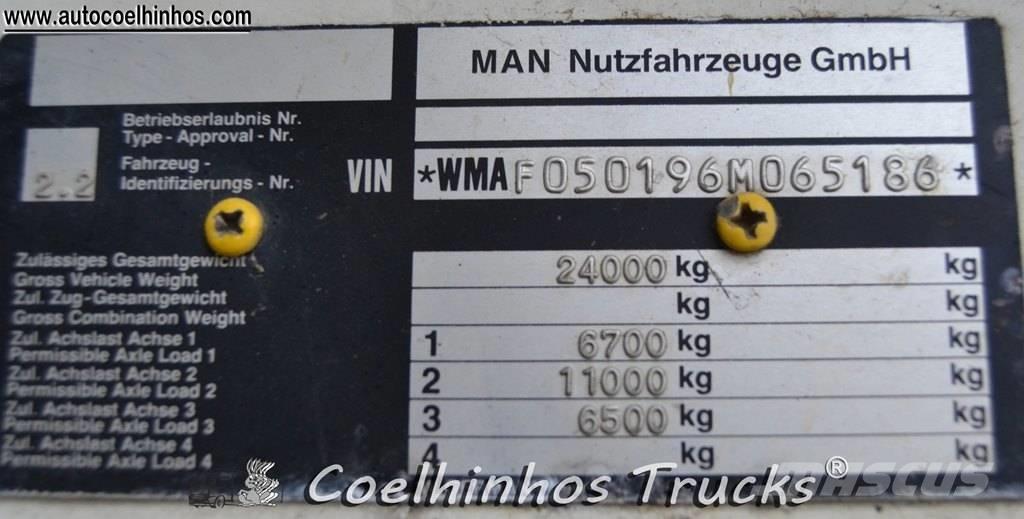 www.autocoelhinhos.com
MAN Nutzfahrzeuge GmbH
Betriebserlaubnis Nr.
Type - Approval - Nr.
Fahrzeug -
Identifizierungs - Nr.
2.2
VIN *WMAF050196M065186*
Zulässiges Gesamtgewicht 24000 kg kg
Gross Vehicle Weight
Zul. Zug-Gesamtgewicht kg kg
Gross Combination Weight
Zul. Achslast Achse 1 1 6700 kg kg
Permissible Axle Load 1
Zul. Achslast Achse 2 2 11000 kg kg
Permissible Axle Load 2
Zul. Achslast Achse 3 3 6500 kg kg
Permissible Axle Load 3
Zul. Achslast Achse 4 4 kg kg
Permissible Axle Load 4
Coelhinhos Trucks®
MASCUS